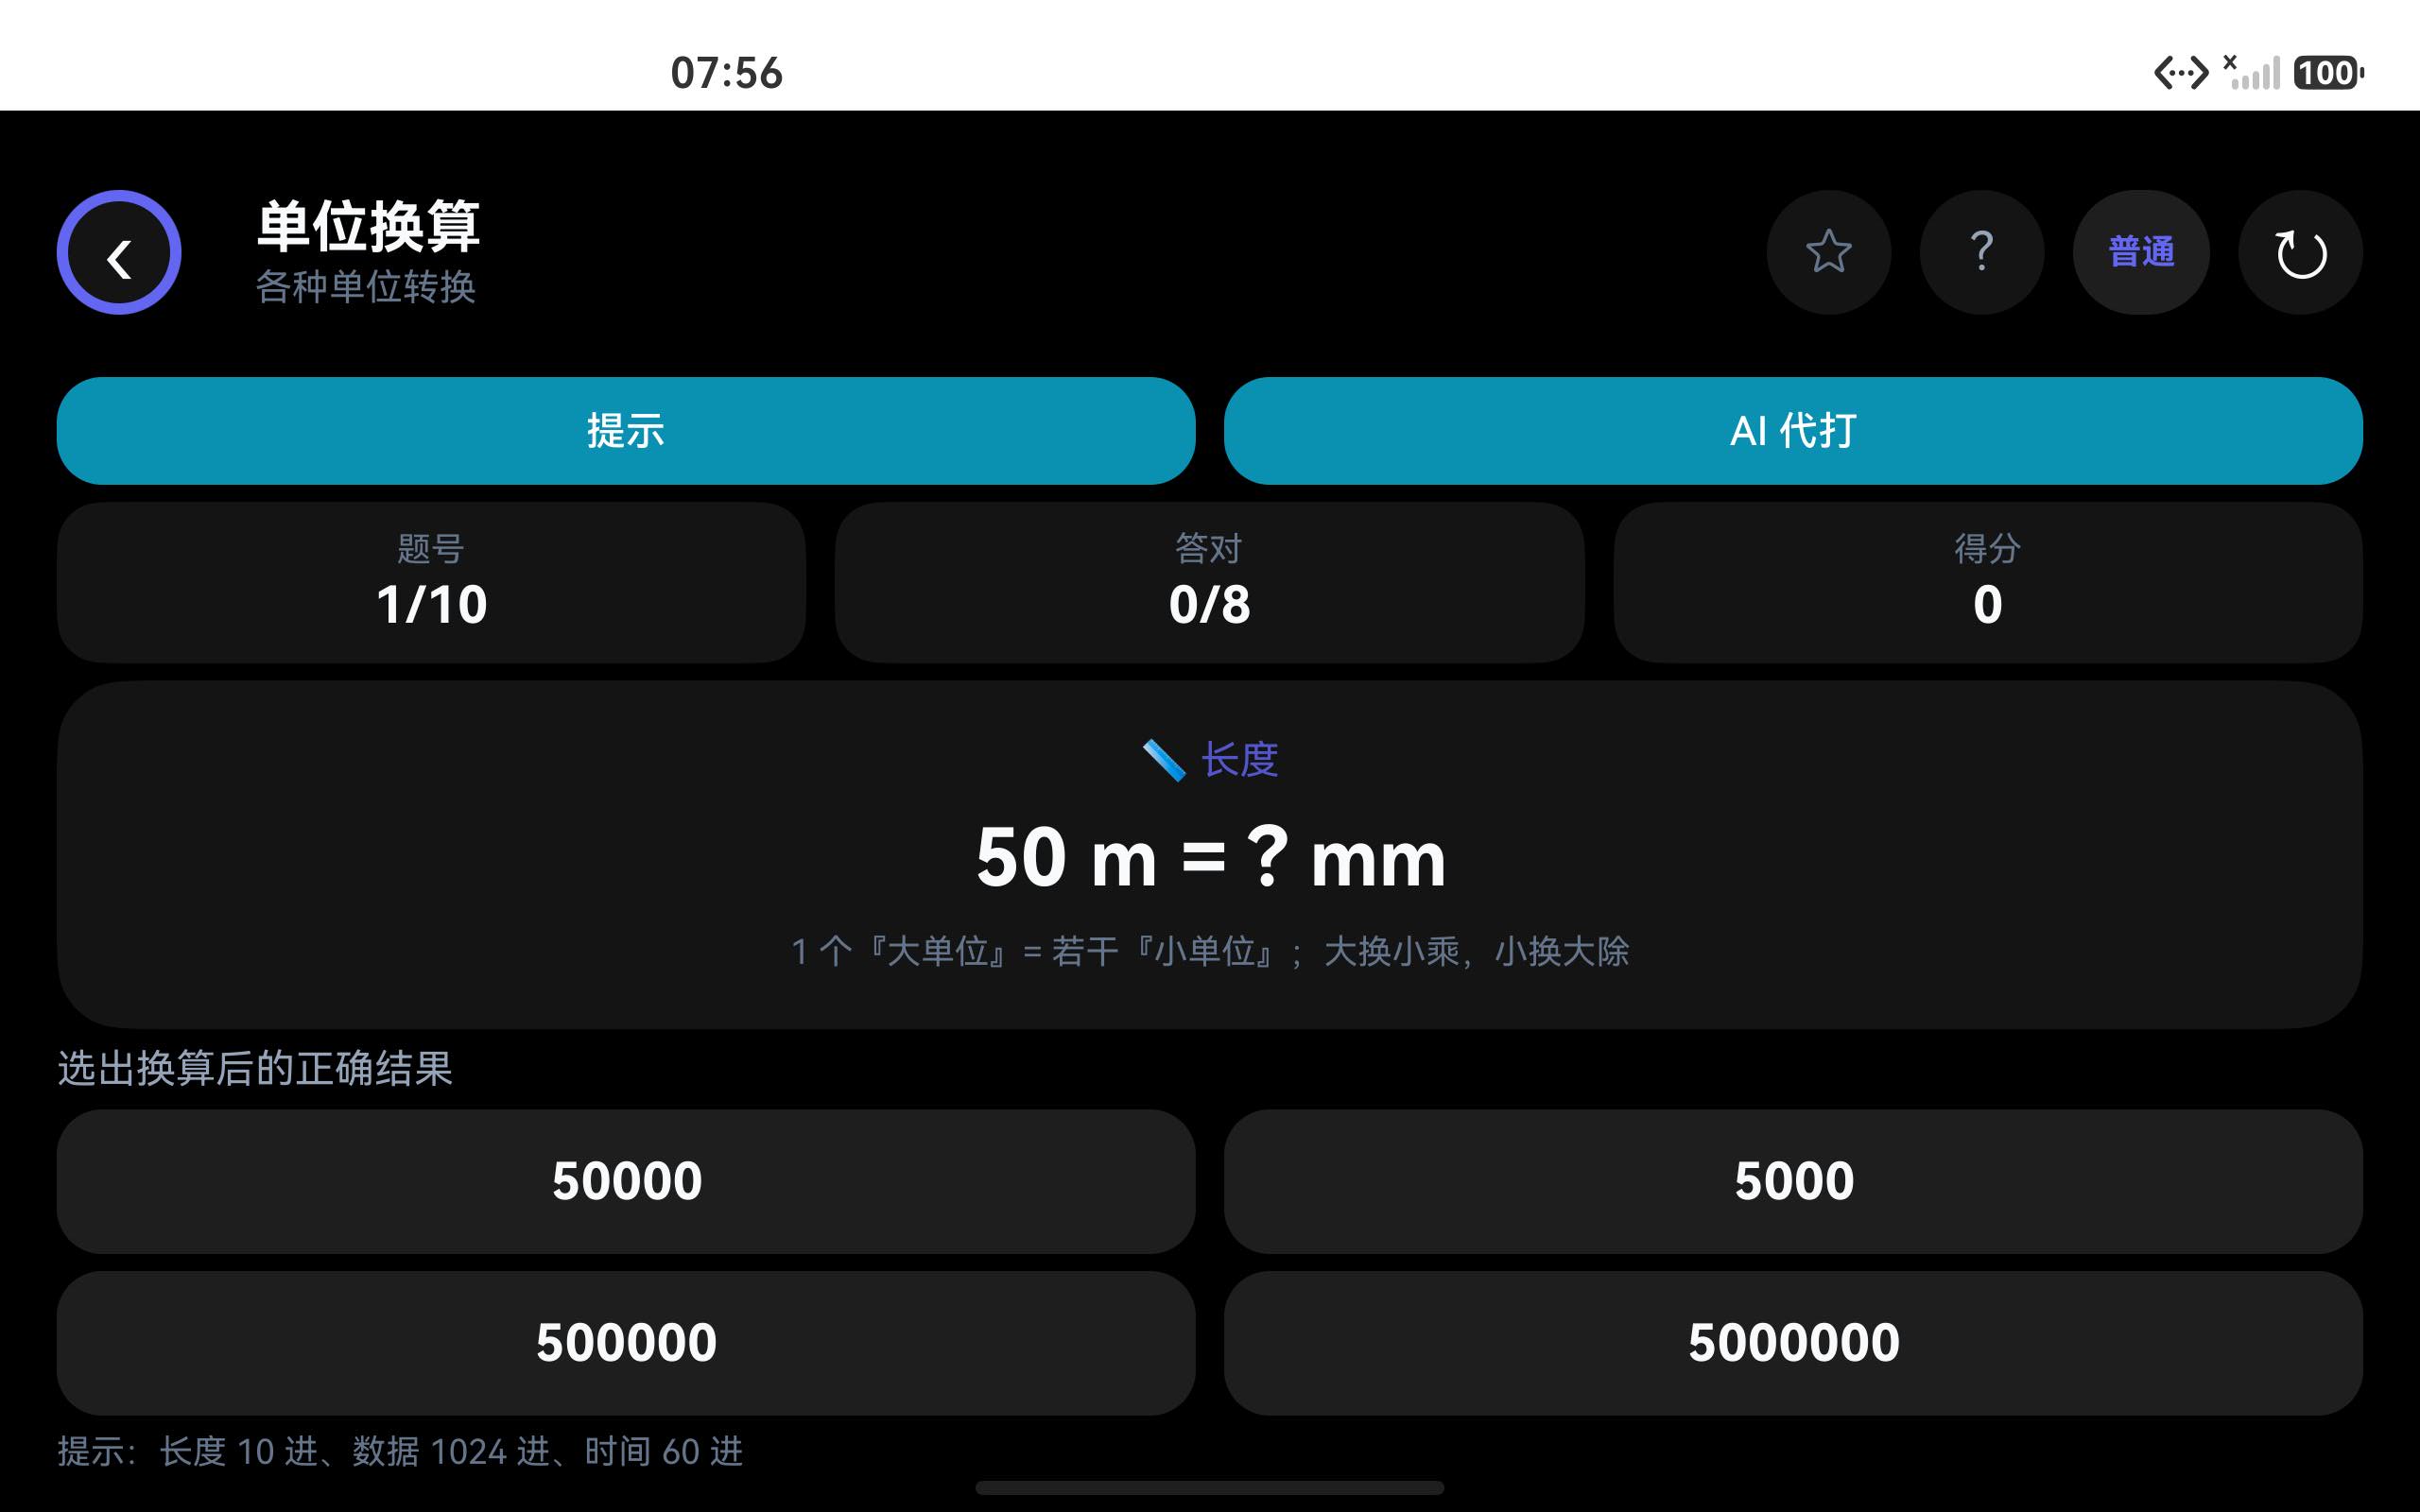 07:56
100
单位换算
各种单位转换
?
普通
提示
AI 代打
题号
1/10
答对
0/8
得分
0
长度
50 m = ? mm
1 个『大单位』= 若干『小单位』；大换小乘，小换大除
选出换算后的正确结果
50000
5000
500000
5000000
提示：长度 10 进、数据 1024 进、时间 60 进